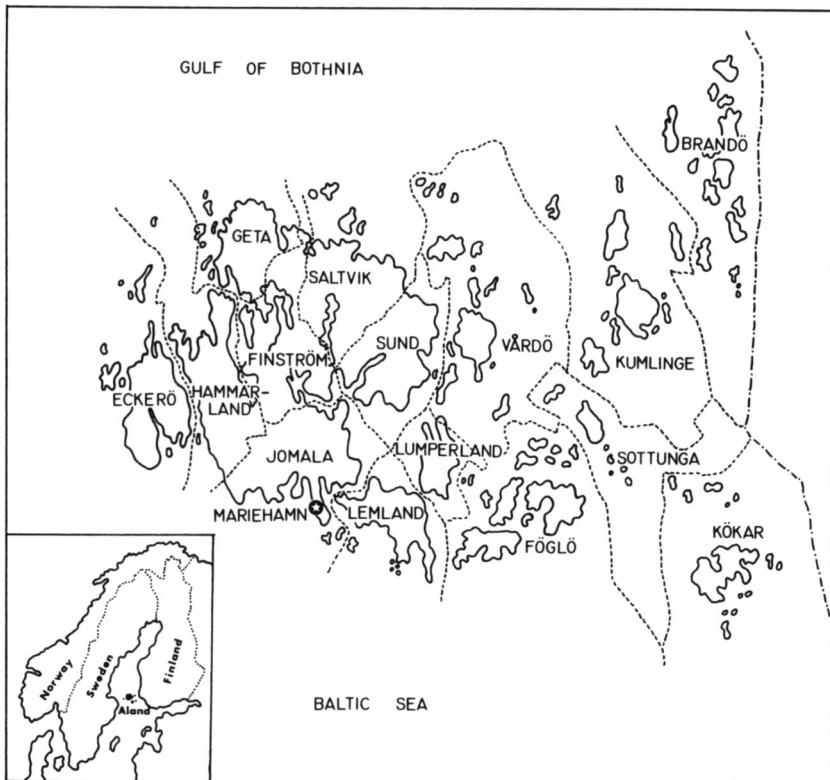 GULF OF BOTHNIA
BRANDÖ
GETA
SALTVIK
FINSTRÖM
SUND
VÅRDÖ
KUMLINGE
ECKERÖ
HAMMAR-
LAND
JOMALA
LUMPERLAND
SOTTUNGA
MARIEHAMN
LEMLAND
FÖGLÖ
KÖKAR
Norway
Sweden
Finland
Åland
BALTIC SEA